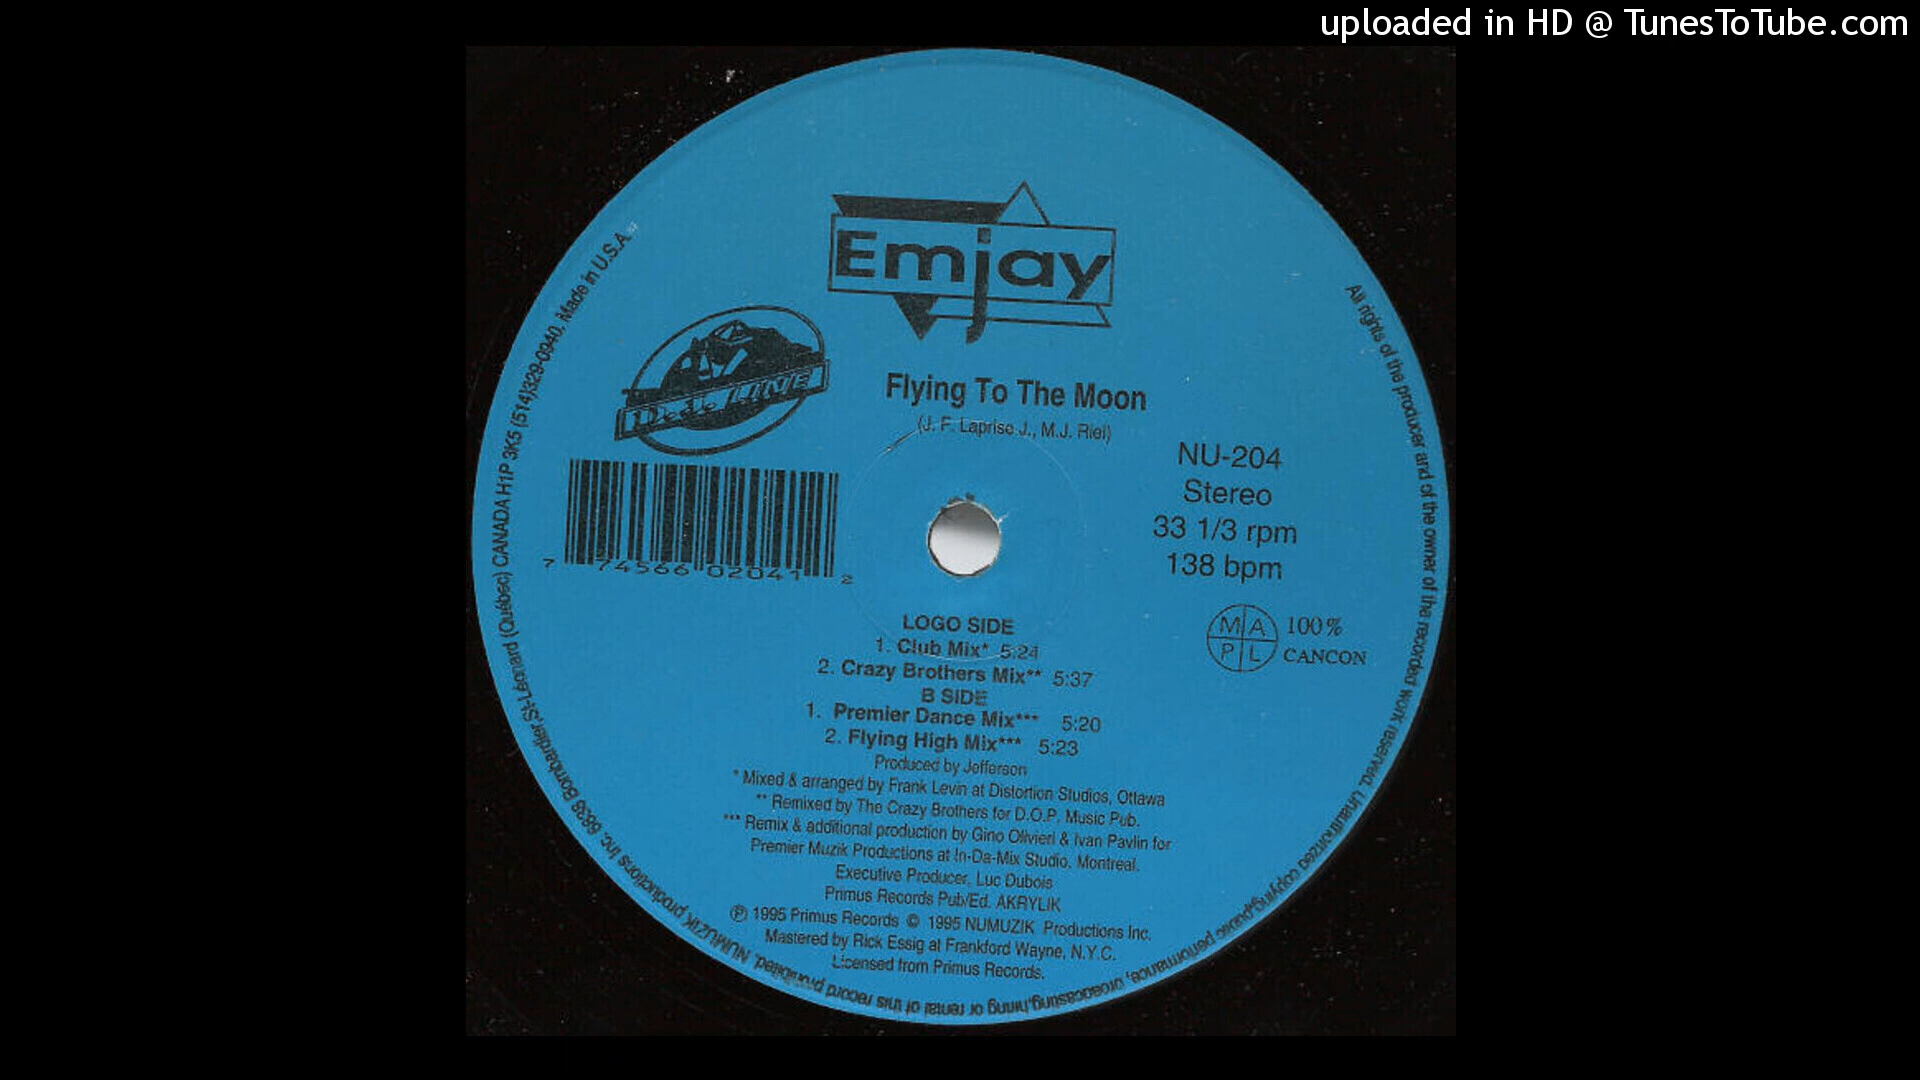 uploaded in HD @ TunesToTube.com
Emjay
LINE
Flying To The Moon
(J. F. Laprise J., M.J. Riel)
NU-204
Stereo
33 1/3 rpm
138 bpm
7 74566 02041 2
M A P L
100%
CANCON
LOGO SIDE
1. Club Mix* 5:24
2. Crazy Brothers Mix** 5:37
B SIDE
1. Premier Dance Mix*** 5:20
2. Flying High Mix*** 5:23
Produced by Jefferson
* Mixed & arranged by Frank Levin at Distortion Studios, Ottawa
** Remixed by The Crazy Brothers for D.O.P. Music Pub.
*** Remix & additional production by Gino Olivieri & Ivan Pavlin for
Premier Muzik Productions at In-Da-Mix Studio, Montreal.
Executive Producer, Luc Dubois
Primus Records Pub/Ed. AKRYLIK
℗ 1995 Primus Records © 1995 NUMUZIK Productions Inc.
Mastered by Rick Essig at Frankford Wayne, N.Y.C.
Licensed from Primus Records.
All rights of the producer and of the owner of the recorded work reserved. Unauthorized copying, public performance, broadcasting, hiring or rental of this record prohibited. NUMUZIK productions Inc. 6638 Bombardier, St-Léonard (Québec) CANADA H1P 3K5 (514)329-0940. Made in U.S.A.